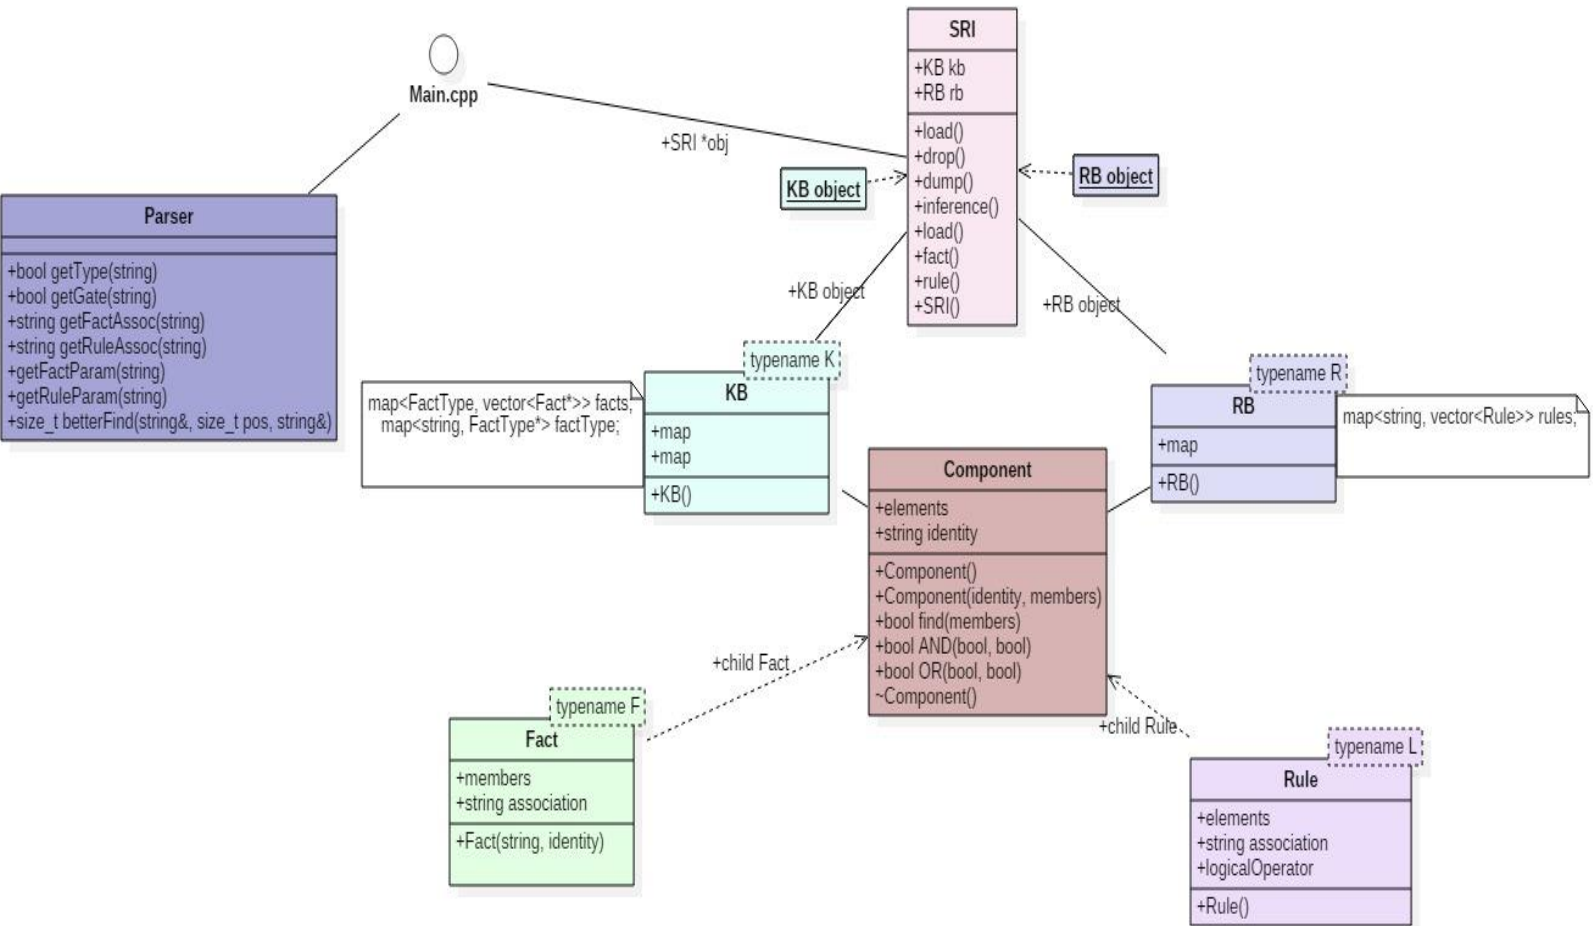 SRI
+KB kb
+RB rb
+load()
+drop()
+dump()
+inference()
+load()
+fact()
+rule()
+SRI()
Main.cpp
+SRI *obj
KB object
RB object
+KB object
+RB object
Parser
+bool getType(string)
+bool getGate(string)
+string getFactAssoc(string)
+string getRuleAssoc(string)
+getFactParam(string)
+getRuleParam(string)
+size_t betterFind(string&, size_t pos, string&)
map<FactType, vector<Fact*>> facts;
map<string, FactType*> factType;
typename K
KB
+map
+map
+KB()
typename R
RB
+map
+RB()
map<string, vector<Rule>> rules;
Component
+elements
+string identity
+Component()
+Component(identity, members)
+bool find(members)
+bool AND(bool, bool)
+bool OR(bool, bool)
~Component()
+child Fact
+child Rule
typename F
Fact
+members
+string association
+Fact(string, identity)
typename L
Rule
+elements
+string association
+logicalOperator
+Rule()